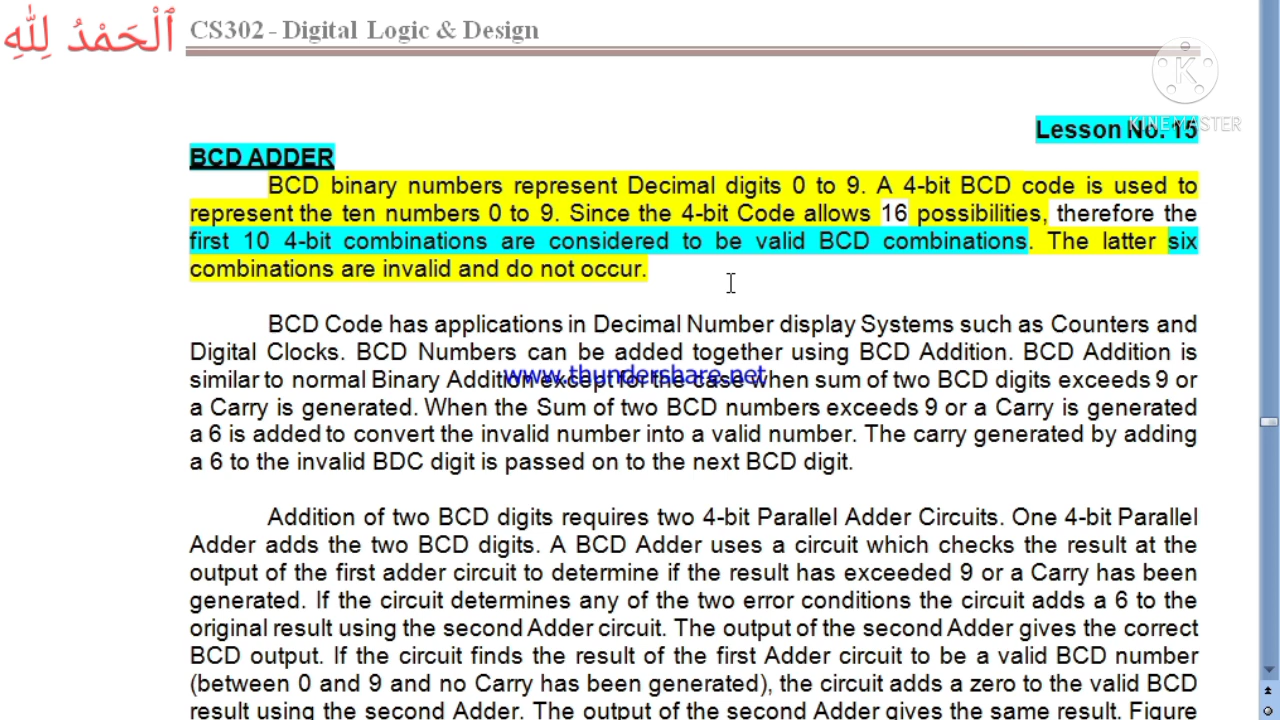 ٱلْحَمْدُ لِلّٰهِ
CS302 - Digital Logic & Design
K
KINEMASTER
Lesson No. 15
BCD ADDER
BCD binary numbers represent Decimal digits 0 to 9. A 4-bit BCD code is used to
represent the ten numbers 0 to 9. Since the 4-bit Code allows 16 possibilities, therefore the
first 10 4-bit combinations are considered to be valid BCD combinations. The latter six
combinations are invalid and do not occur.
BCD Code has applications in Decimal Number display Systems such as Counters and
Digital Clocks. BCD Numbers can be added together using BCD Addition. BCD Addition is
similar to normal Binary Addition except for the case when sum of two BCD digits exceeds 9 or
www.thundershare.net
a Carry is generated. When the Sum of two BCD numbers exceeds 9 or a Carry is generated
a 6 is added to convert the invalid number into a valid number. The carry generated by adding
a 6 to the invalid BDC digit is passed on to the next BCD digit.
Addition of two BCD digits requires two 4-bit Parallel Adder Circuits. One 4-bit Parallel
Adder adds the two BCD digits. A BCD Adder uses a circuit which checks the result at the
output of the first adder circuit to determine if the result has exceeded 9 or a Carry has been
generated. If the circuit determines any of the two error conditions the circuit adds a 6 to the
original result using the second Adder circuit. The output of the second Adder gives the correct
BCD output. If the circuit finds the result of the first Adder circuit to be a valid BCD number
(between 0 and 9 and no Carry has been generated), the circuit adds a zero to the valid BCD
result using the second Adder. The output of the second Adder gives the same result. Figure